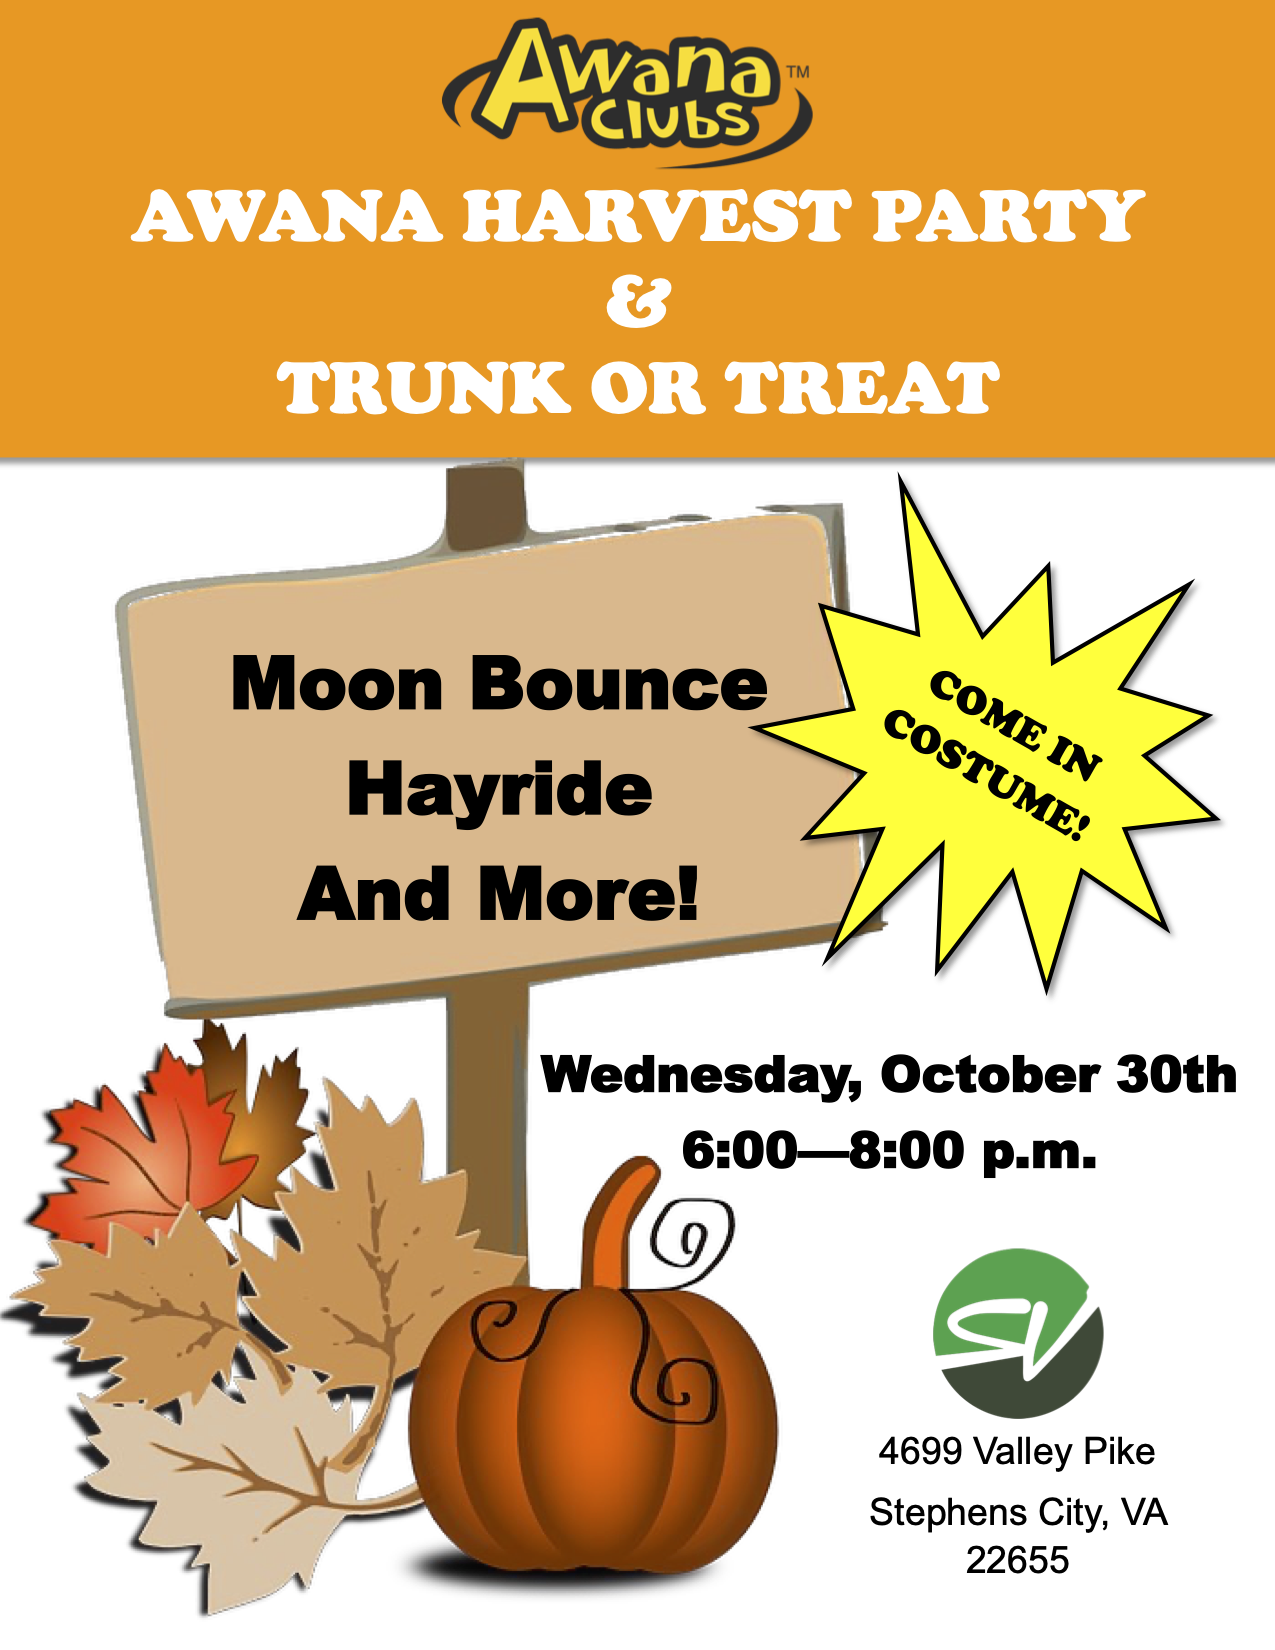 Awana
Clubs
TM
AWANA HARVEST PARTY
&
TRUNK OR TREAT
Moon Bounce
Hayride
And More!
COME IN
COSTUME!
Wednesday, October 30th
6:00—8:00 p.m.
SV
4699 Valley Pike
Stephens City, VA
22655